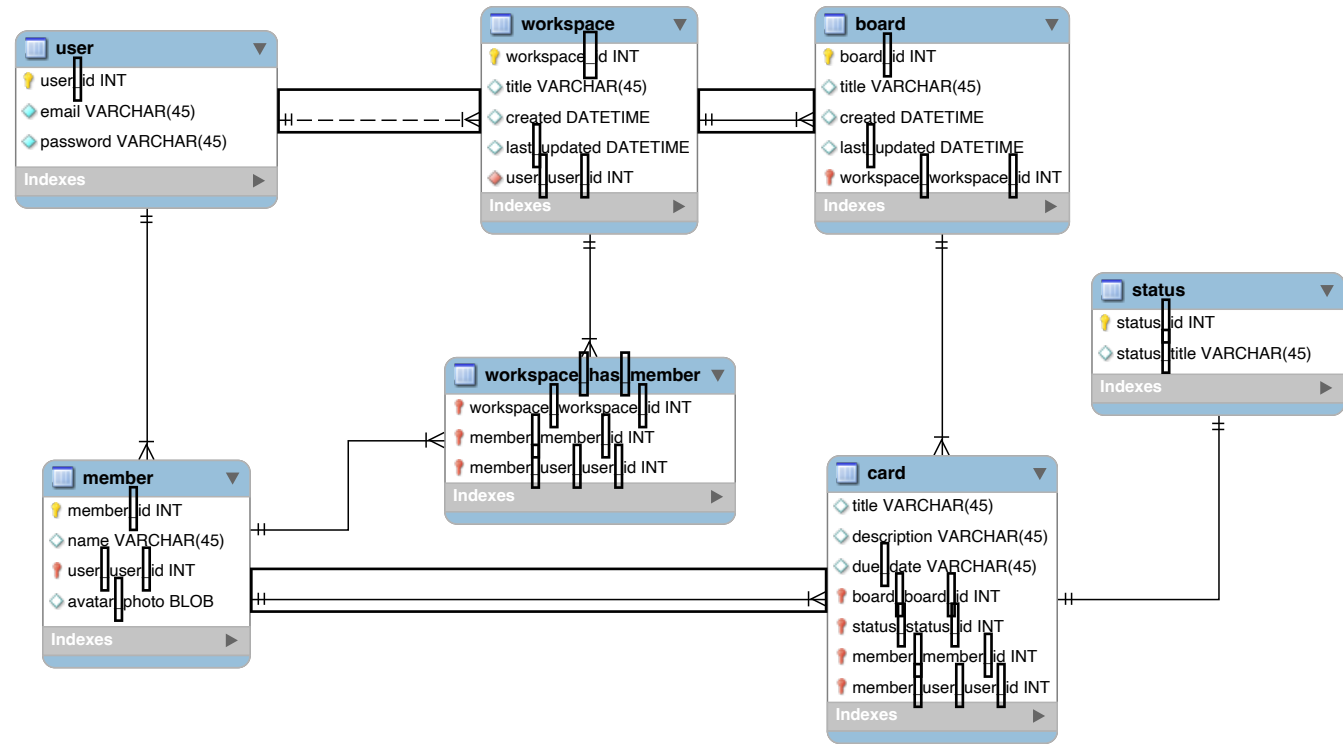 user
user_id INT
email VARCHAR(45)
password VARCHAR(45)
Indexes
workspace
workspace_id INT
title VARCHAR(45)
created DATETIME
last_updated DATETIME
user_user_id INT
Indexes
board
board_id INT
title VARCHAR(45)
created DATETIME
last_updated DATETIME
workspace_workspace_id INT
Indexes
status
status_id INT
status_title VARCHAR(45)
Indexes
workspace_has_member
workspace_workspace_id INT
member_member_id INT
member_user_user_id INT
Indexes
member
member_id INT
name VARCHAR(45)
user_user_id INT
avatar_photo BLOB
Indexes
card
title VARCHAR(45)
description VARCHAR(45)
due_date VARCHAR(45)
board_board_id INT
status_status_id INT
member_member_id INT
member_user_user_id INT
Indexes